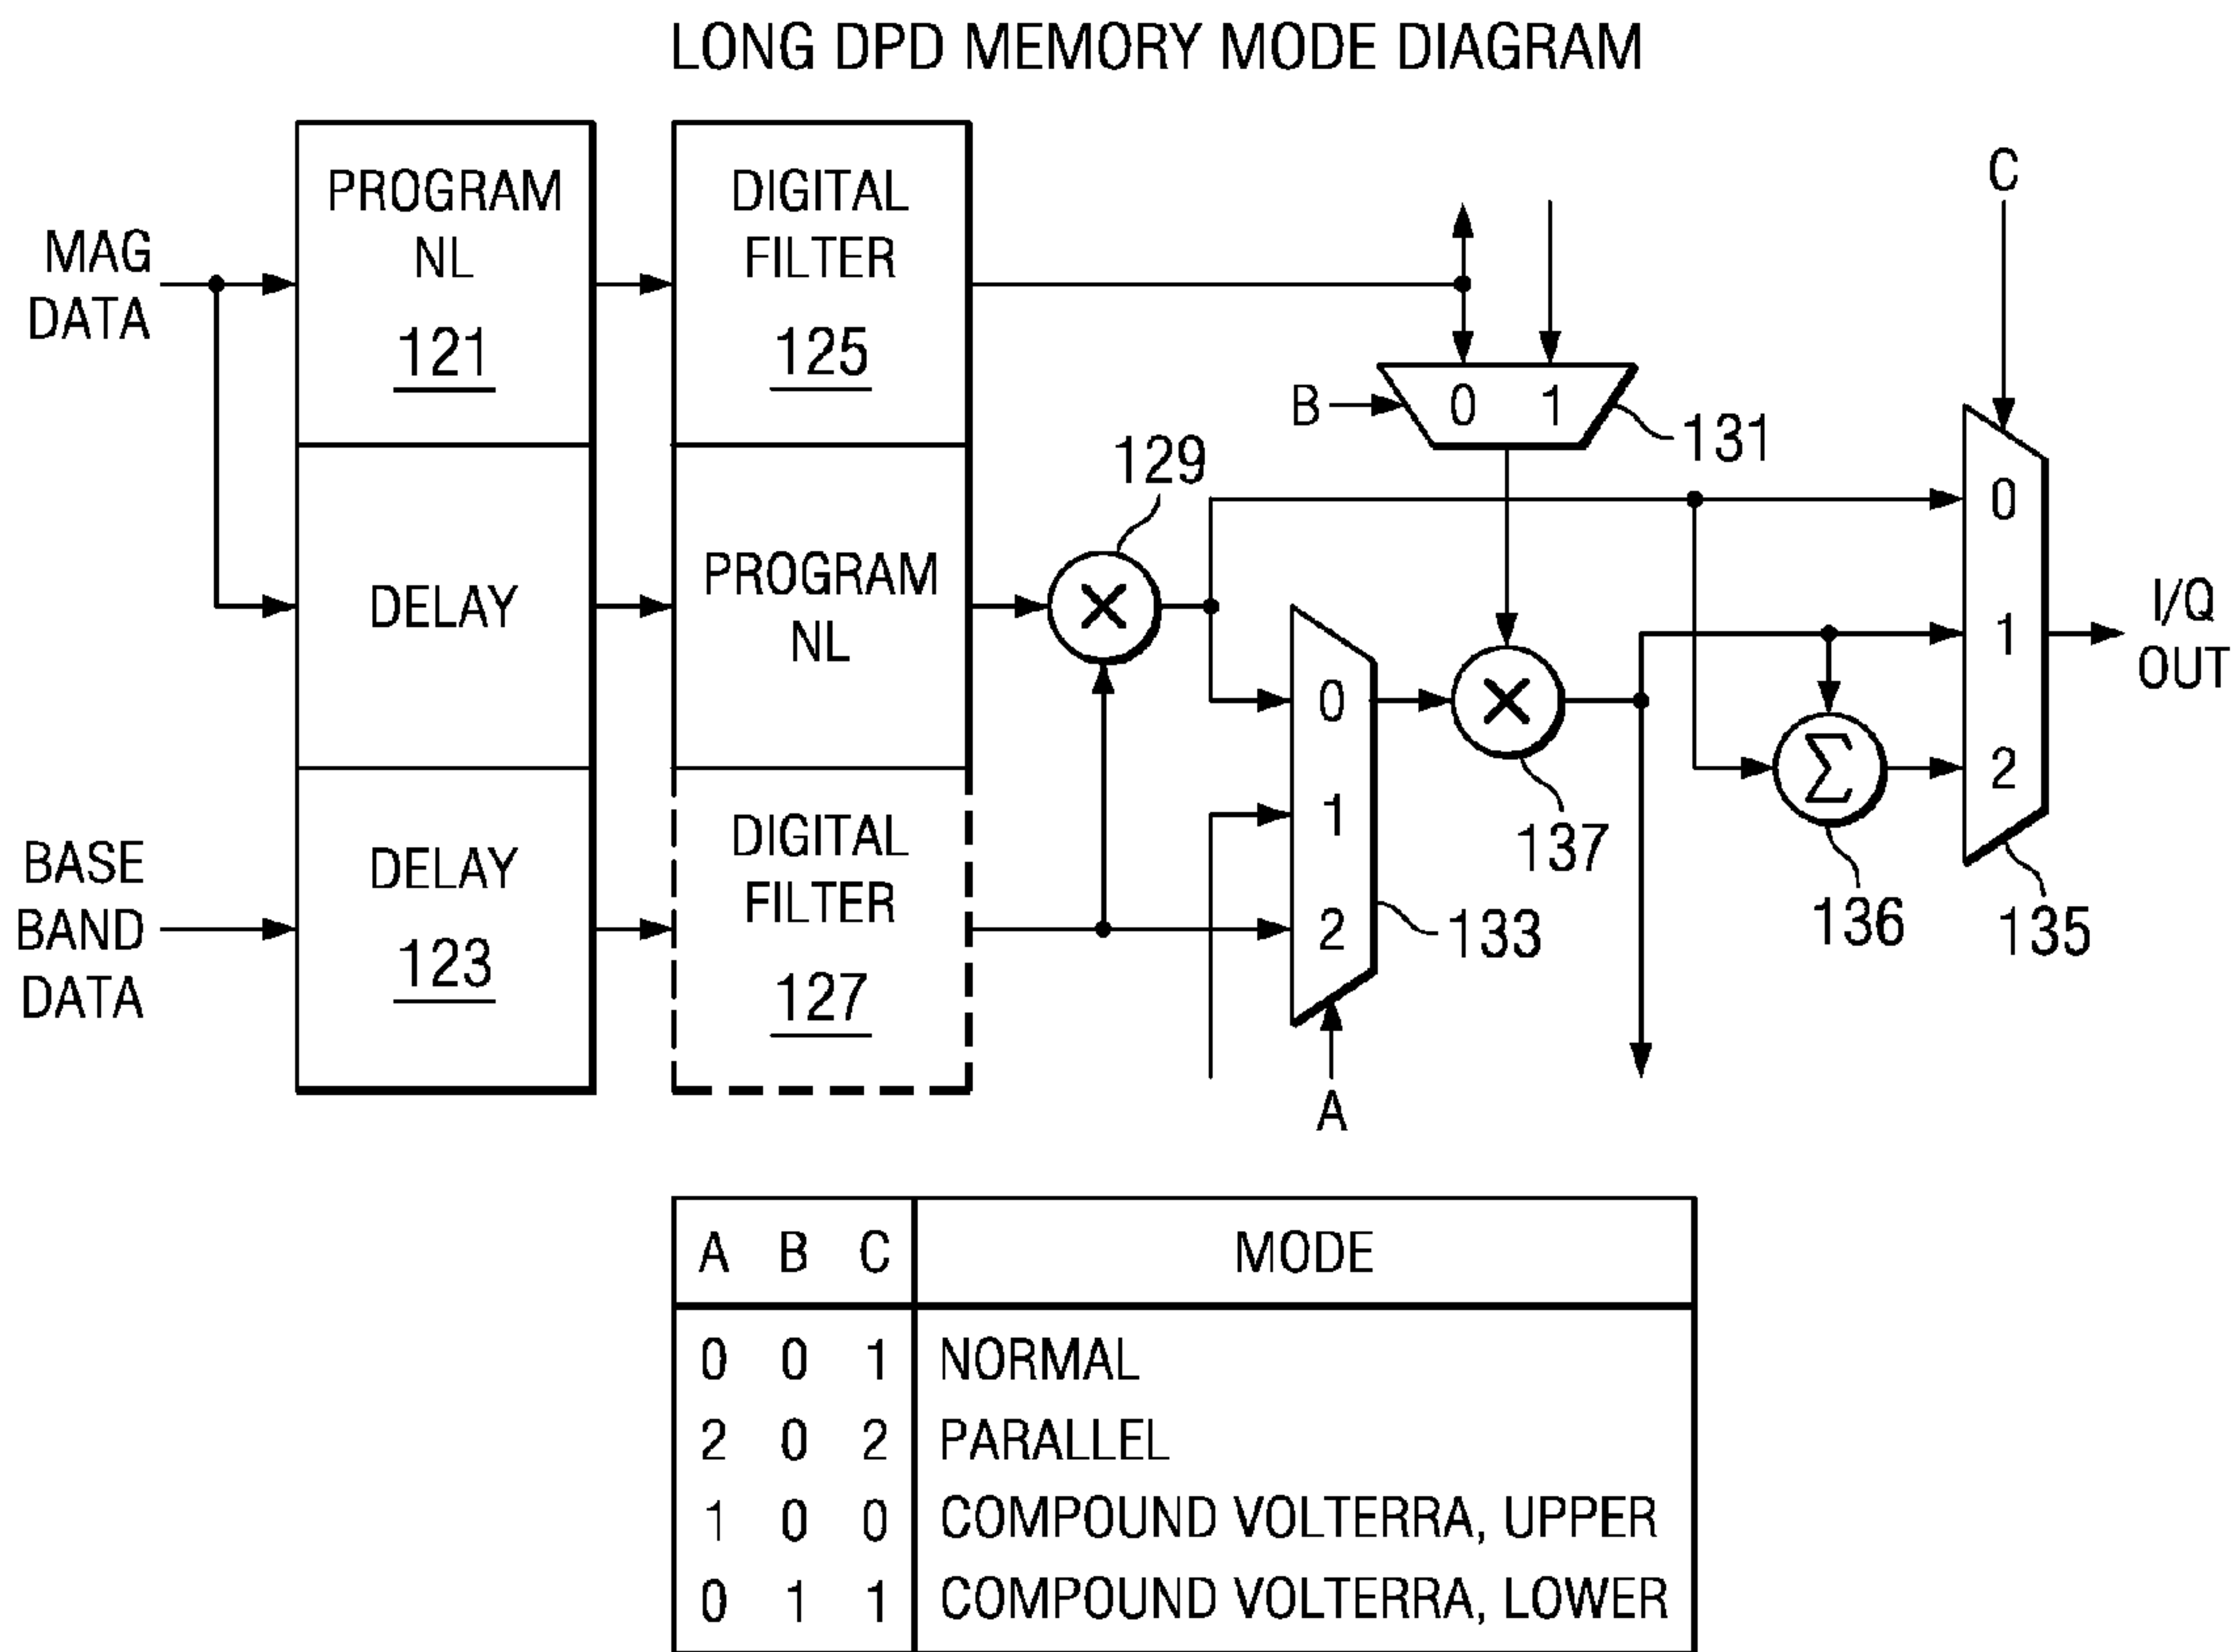 LONG DPD MEMORY MODE DIAGRAM
MAG
DATA
PROGRAM
NL
121
DIGITAL
FILTER
125
C
B
0 1
131
129
DELAY
PROGRAM
NL
0
1
2
I/Q
OUT
0
1
2
137
Σ
136
135
133
A
BASE
BAND
DATA
DELAY
123
DIGITAL
FILTER
127
A B C MODE
0 0 1 NORMAL
2 0 2 PARALLEL
1 0 0 COMPOUND VOLTERRA, UPPER
0 1 1 COMPOUND VOLTERRA, LOWER